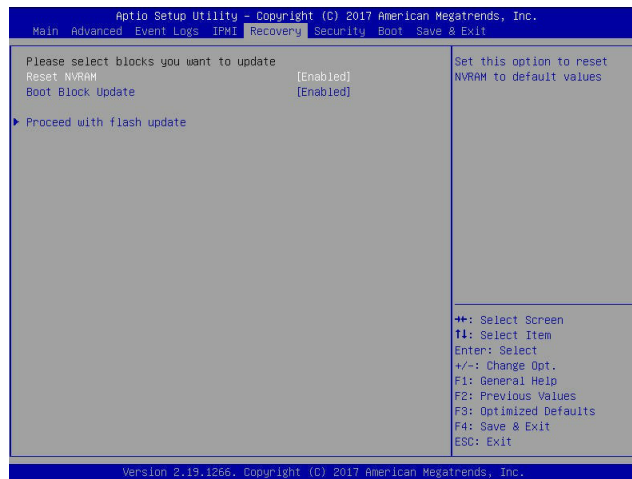 Aptio Setup Utility – Copyright (C) 2017 American Megatrends, Inc.
Main Advanced Event Logs IPMI Recovery Security Boot Save & Exit
Please select blocks you want to update
Reset NVRAM [Enabled]
Boot Block Update [Enabled]
Proceed with flash update
Set this option to reset
NVRAM to default values
→←: Select Screen
↑↓: Select Item
Enter: Select
+/-: Change Opt.
F1: General Help
F2: Previous Values
F3: Optimized Defaults
F4: Save & Exit
ESC: Exit
Version 2.19.1266. Copyright (C) 2017 American Megatrends, Inc.